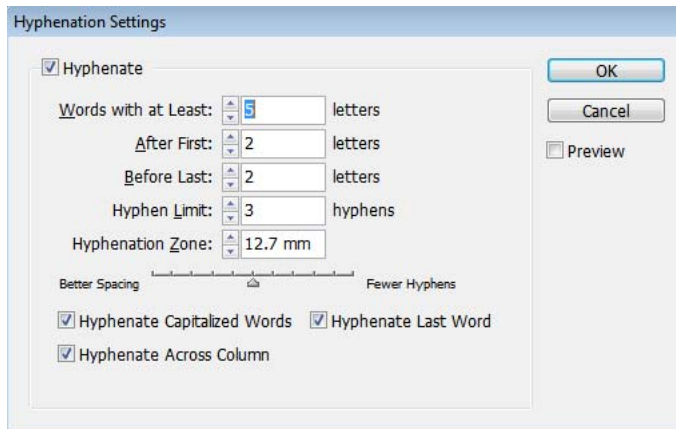 Hyphenation Settings
Hyphenate
OK
Words with at Least: 5 letters
Cancel
After First: 2 letters
Preview
Before Last: 2 letters
Hyphen Limit: 3 hyphens
Hyphenation Zone: 12.7 mm
Better Spacing Fewer Hyphens
Hyphenate Capitalized Words Hyphenate Last Word
Hyphenate Across Column